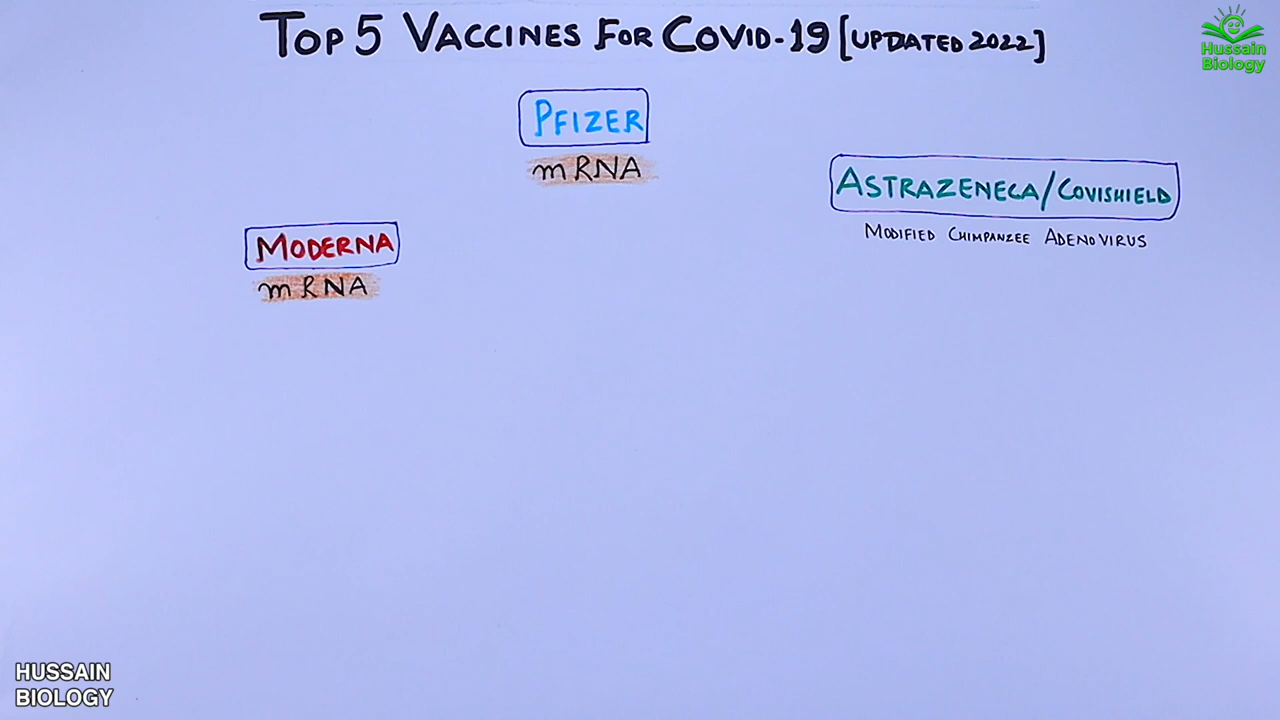 TOP 5 VACCINES FOR COVID-19 [UPDATED 2022]
Hussain
Biology
PFIZER
mRNA
ASTRAZENECA/COVISHIELD
MODIFIED CHIMPANZEE ADENOVIRUS
MODERNA
mRNA
HUSSAIN
BIOLOGY